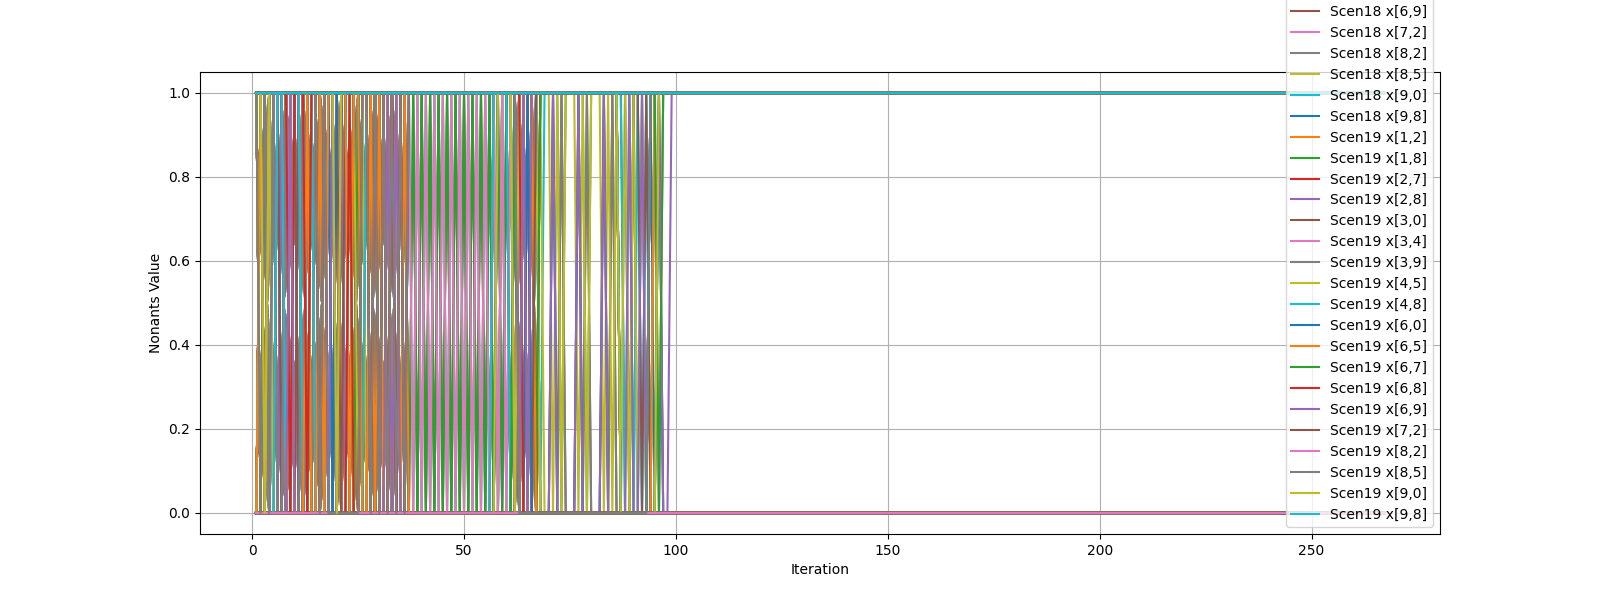 Scen18 x[6,9]
Scen18 x[7,2]
Scen18 x[8,2]
Scen18 x[8,5]
Scen18 x[9,0]
Scen18 x[9,8]
Scen19 x[1,2]
Scen19 x[1,8]
Scen19 x[2,7]
Scen19 x[2,8]
Scen19 x[3,0]
Scen19 x[3,4]
Scen19 x[3,9]
Scen19 x[4,5]
Scen19 x[4,8]
Scen19 x[6,0]
Scen19 x[6,5]
Scen19 x[6,7]
Scen19 x[6,8]
Scen19 x[6,9]
Scen19 x[7,2]
Scen19 x[8,2]
Scen19 x[8,5]
Scen19 x[9,0]
Scen19 x[9,8]
1.0
0.8
0.6
0.4
0.2
0.0
Nonants Value
0 50 100 150 200 250
Iteration